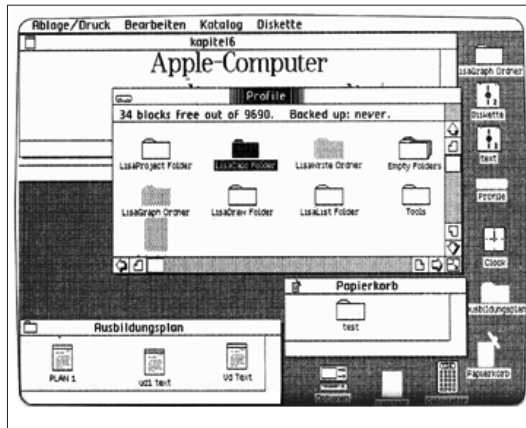 Ablage/Druck Bearbeiten Katalog Diskette
kapitel6
Apple-Computer
Profile
34 blocks free out of 9690. Backed up: never.
LisaProject Folder LisaCalc Folder LisaWrite Ordner Empty Folders
LisaGraph Ordner LisaDraw Folder LisaList Folder Tools
LisaGraph Ordner
Diskette
text
Profile
Clock
Ausbildungsplan
Papierkorb
Papierkorb
test
Ausbildungsplan
PLAN 1 udi text Ud Text